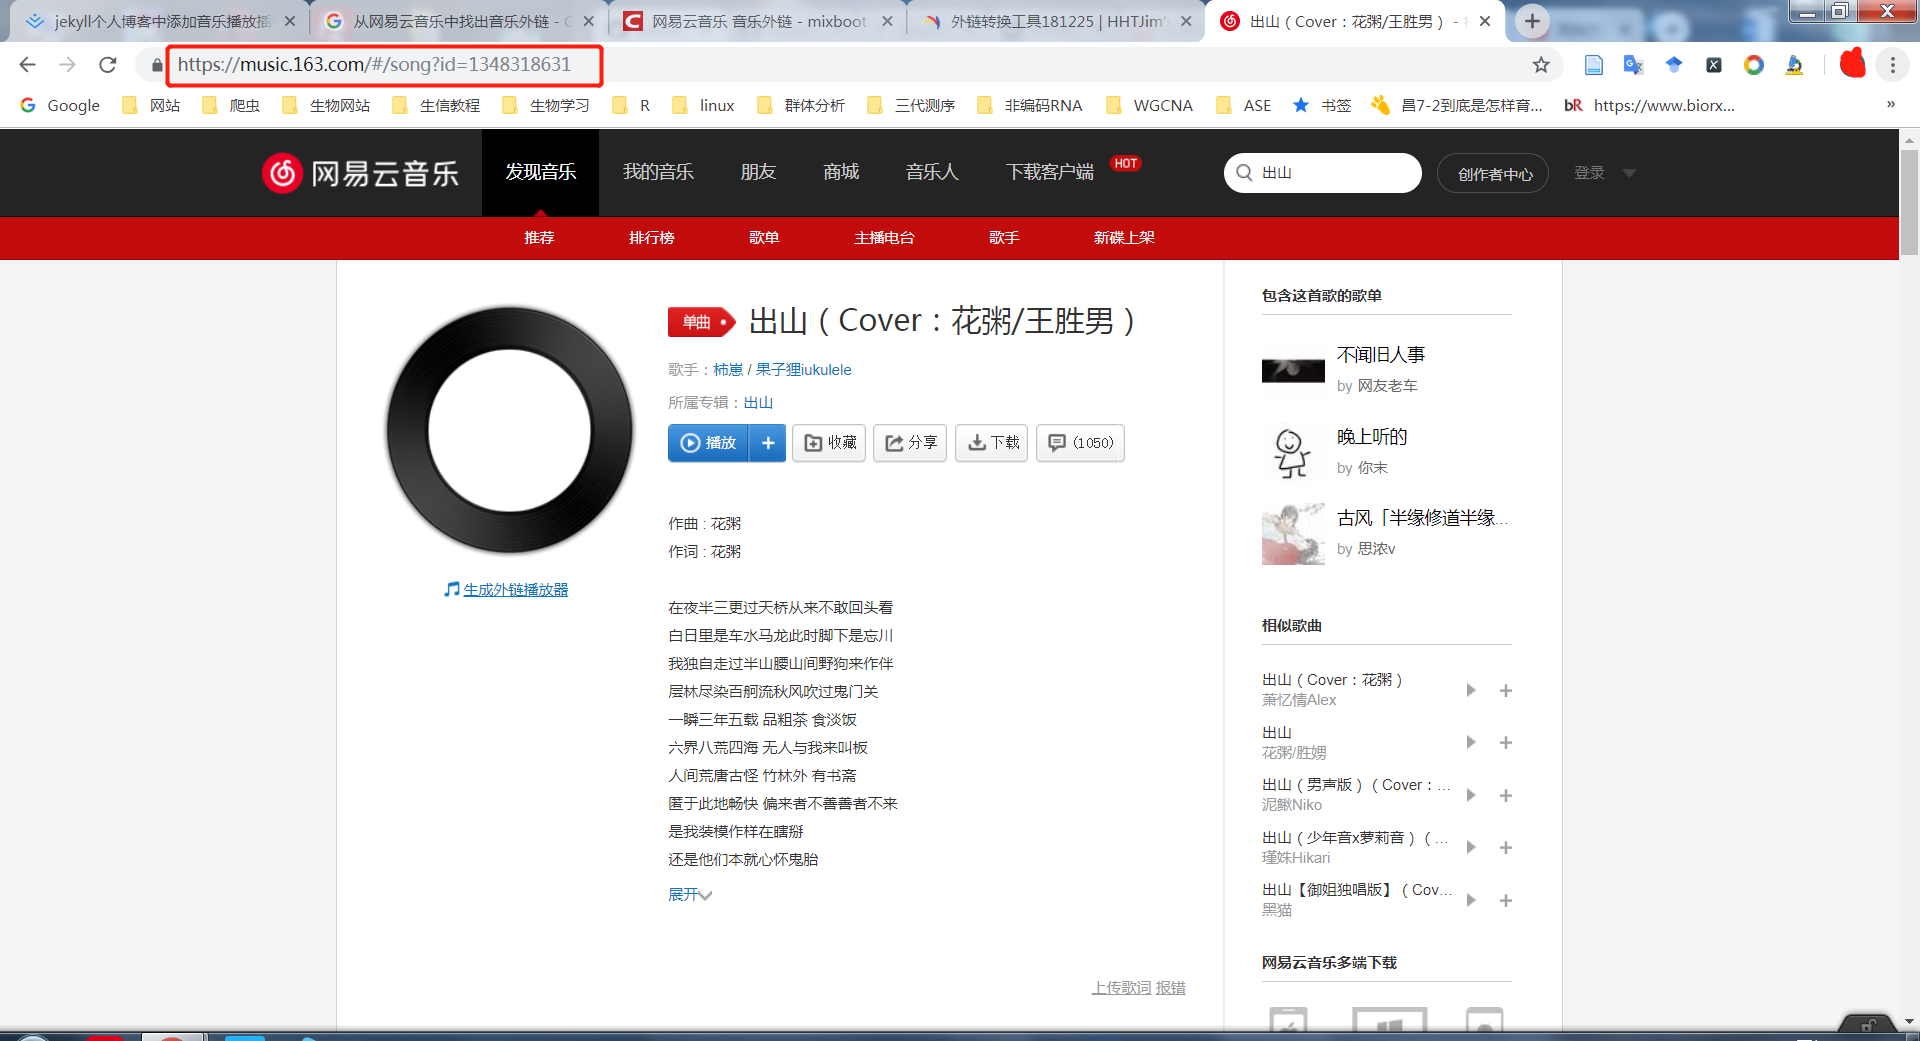 jekyll个人博客中添加音乐播放插
从网易云音乐中找出音乐外链 - G
网易云音乐 音乐外链 - mixboot
外链转换工具181225 | HHTJim's
出山（Cover：花粥/王胜男） -
https://music.163.com/#/song?id=1348318631
Google
网站
爬虫
生物网站
生信教程
生物学习
R
linux
群体分析
三代测序
非编码RNA
WGCNA
ASE
书签
昌7-2到底是怎样育...
bR https://www.biorx...
»
网易云音乐
发现音乐
我的音乐
朋友
商城
音乐人
下载客户端
HOT
出山
创作者中心
登录
推荐
排行榜
歌单
主播电台
歌手
新碟上架
单曲
出山（Cover：花粥/王胜男）
歌手：柿崽 / 果子狸iukulele
所属专辑：出山
播放
收藏
分享
下载
(1050)
作曲 : 花粥
作词 : 花粥
在夜半三更过天桥从来不敢回头看
白日里是车水马龙此时脚下是忘川
我独自走过半山腰山间野狗来作伴
层林尽染百舸流秋风吹过鬼门关
一瞬三年五载 品粗茶 食淡饭
六界八荒四海 无人与我来叫板
人间荒唐古怪 竹林外 有书斋
匿于此地畅快 偏来者不善善者不来
是我装模作样在瞎掰
还是他们本就心怀鬼胎
展开
生成外链播放器
上传歌词 报错
包含这首歌的歌单
不闻旧人事
by 网友老车
晚上听的
by 你末
古风「半缘修道半缘...
by 思浓v
相似歌曲
出山（Cover：花粥）
萧忆情Alex
出山
花粥/胜娚
出山（男声版）（Cover：...
泥鳅Niko
出山（少年音x萝莉音）（...
瑾姝Hikari
出山【御姐独唱版】（Cov...
黑猫
网易云音乐多端下载